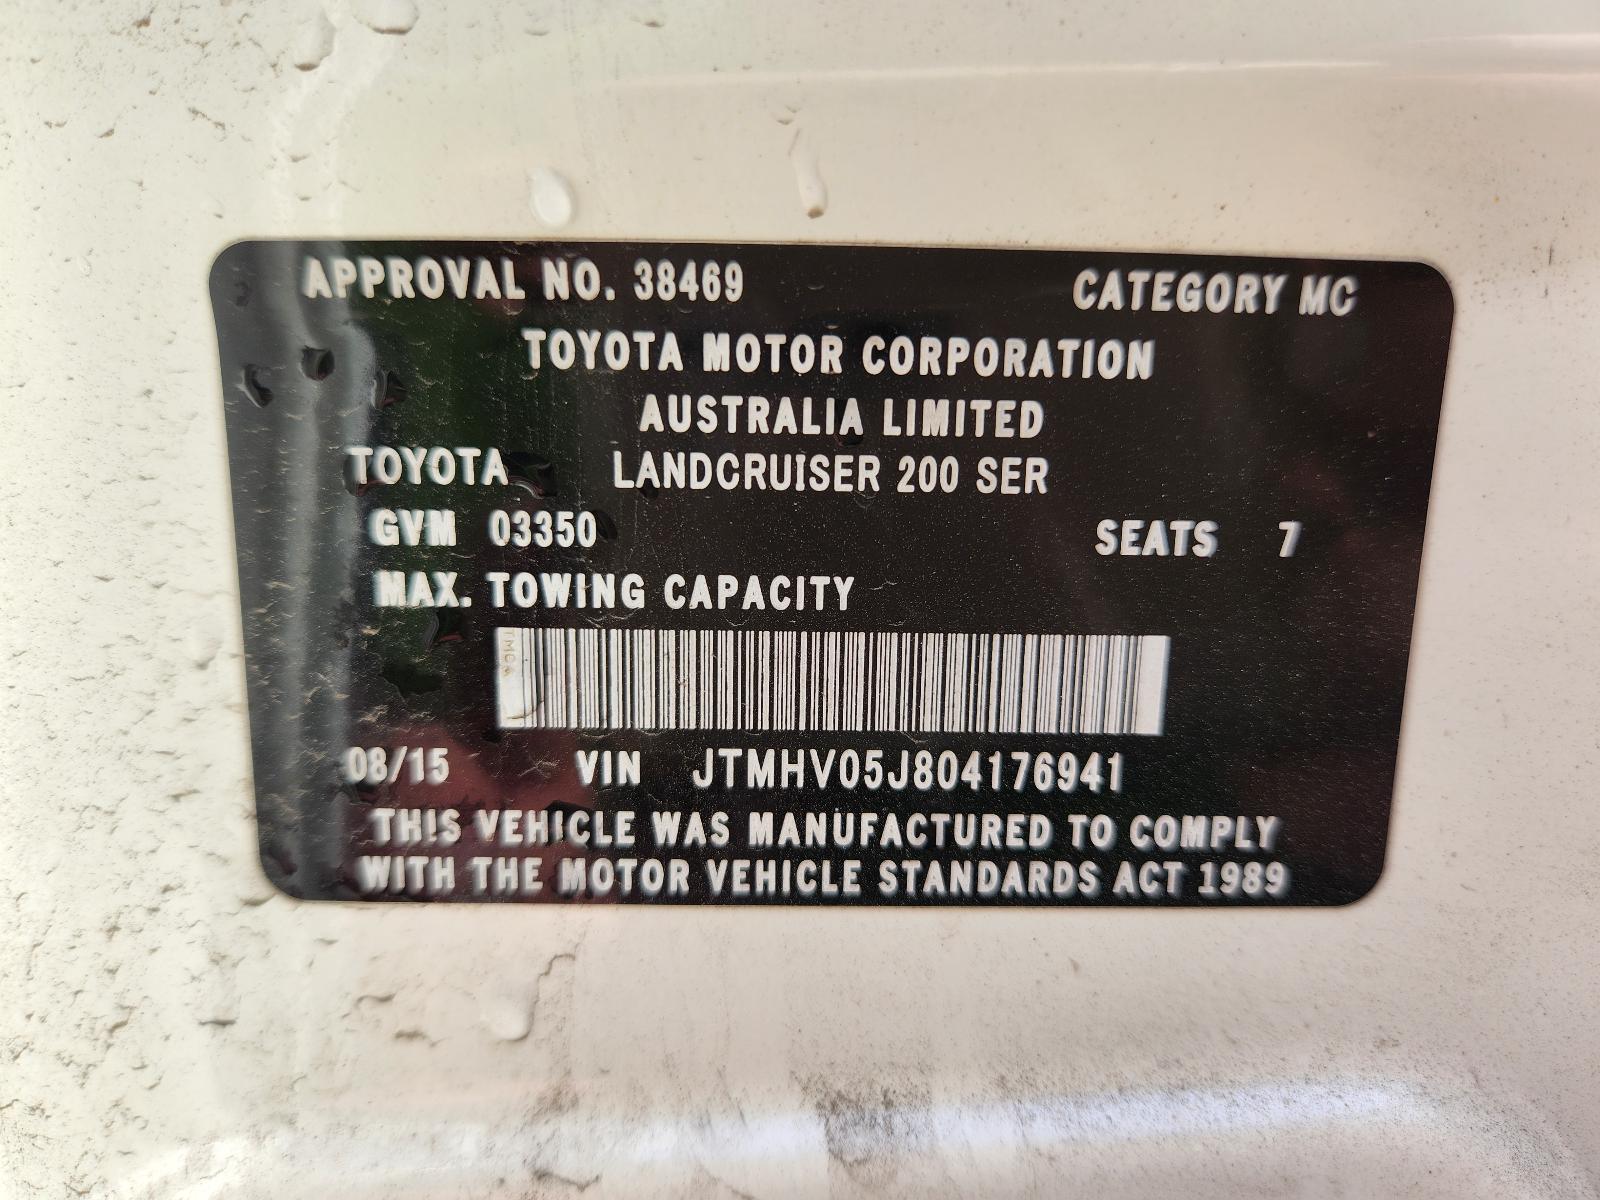 APPROVAL NO. 38469 CATEGORY MC
TOYOTA MOTOR CORPORATION
AUSTRALIA LIMITED
TOYOTA LANDCRUISER 200 SER
GVM 03350 SEATS 7
MAX. TOWING CAPACITY
TMCA
08/15 VIN JTMHV05J804176941
THIS VEHICLE WAS MANUFACTURED TO COMPLY
WITH THE MOTOR VEHICLE STANDARDS ACT 1989